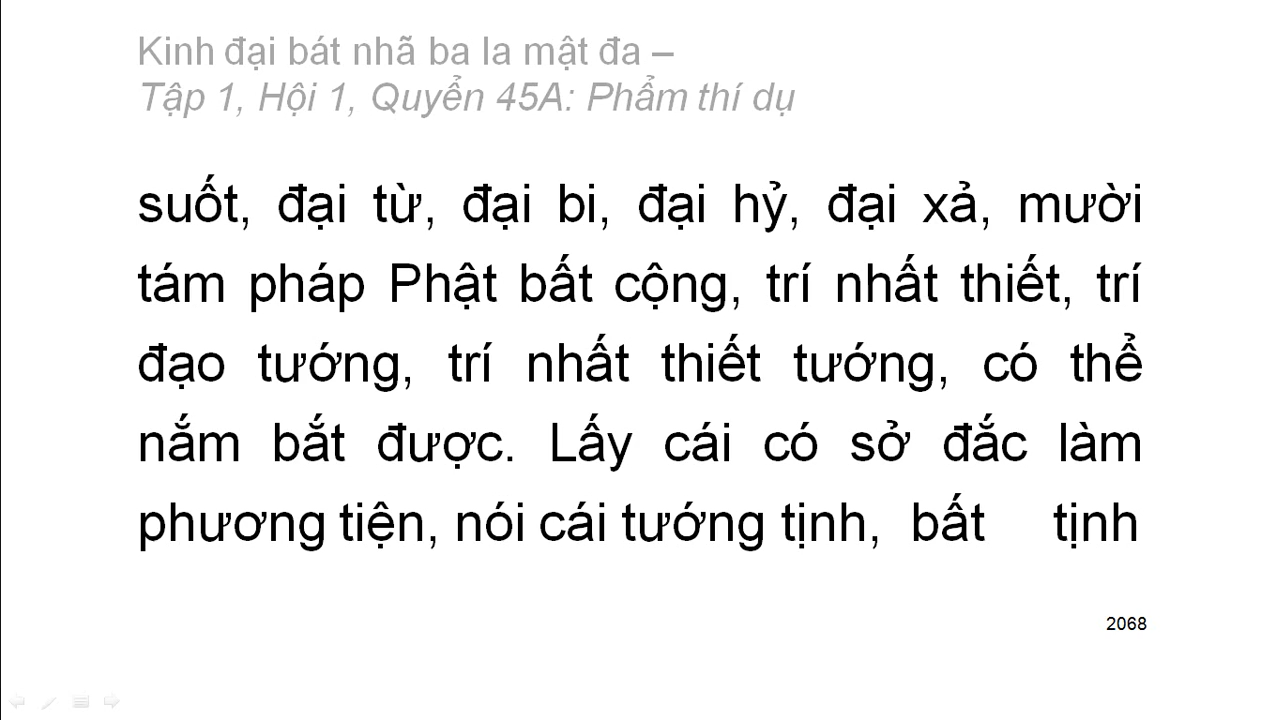 Kinh đại bát nhã ba la mật đa –
Tập 1, Hội 1, Quyển 45A: Phẩm thí dụ
suốt, đại từ, đại bi, đại hỷ, đại xả, mười
tám pháp Phật bất cộng, trí nhất thiết, trí
đạo tướng, trí nhất thiết tướng, có thể
nắm bắt được. Lấy cái có sở đắc làm
phương tiện, nói cái tướng tịnh, bất tịnh
2068